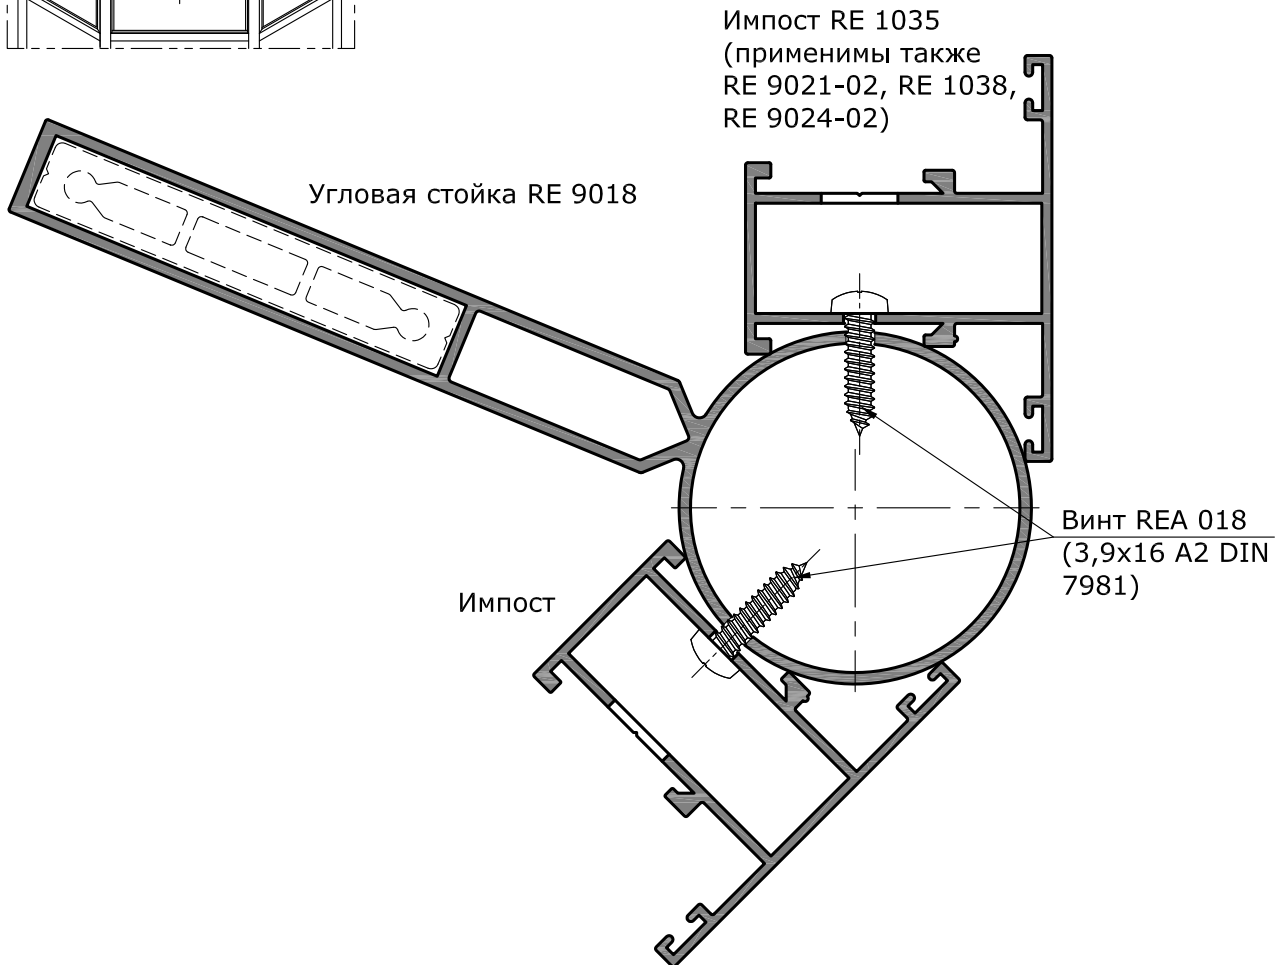 Импост RE 1035
(применимы также
RE 9021-02, RE 1038,
RE 9024-02)
Угловая стойка RE 9018
Винт REA 018
(3,9x16 A2 DIN
7981)
Импост